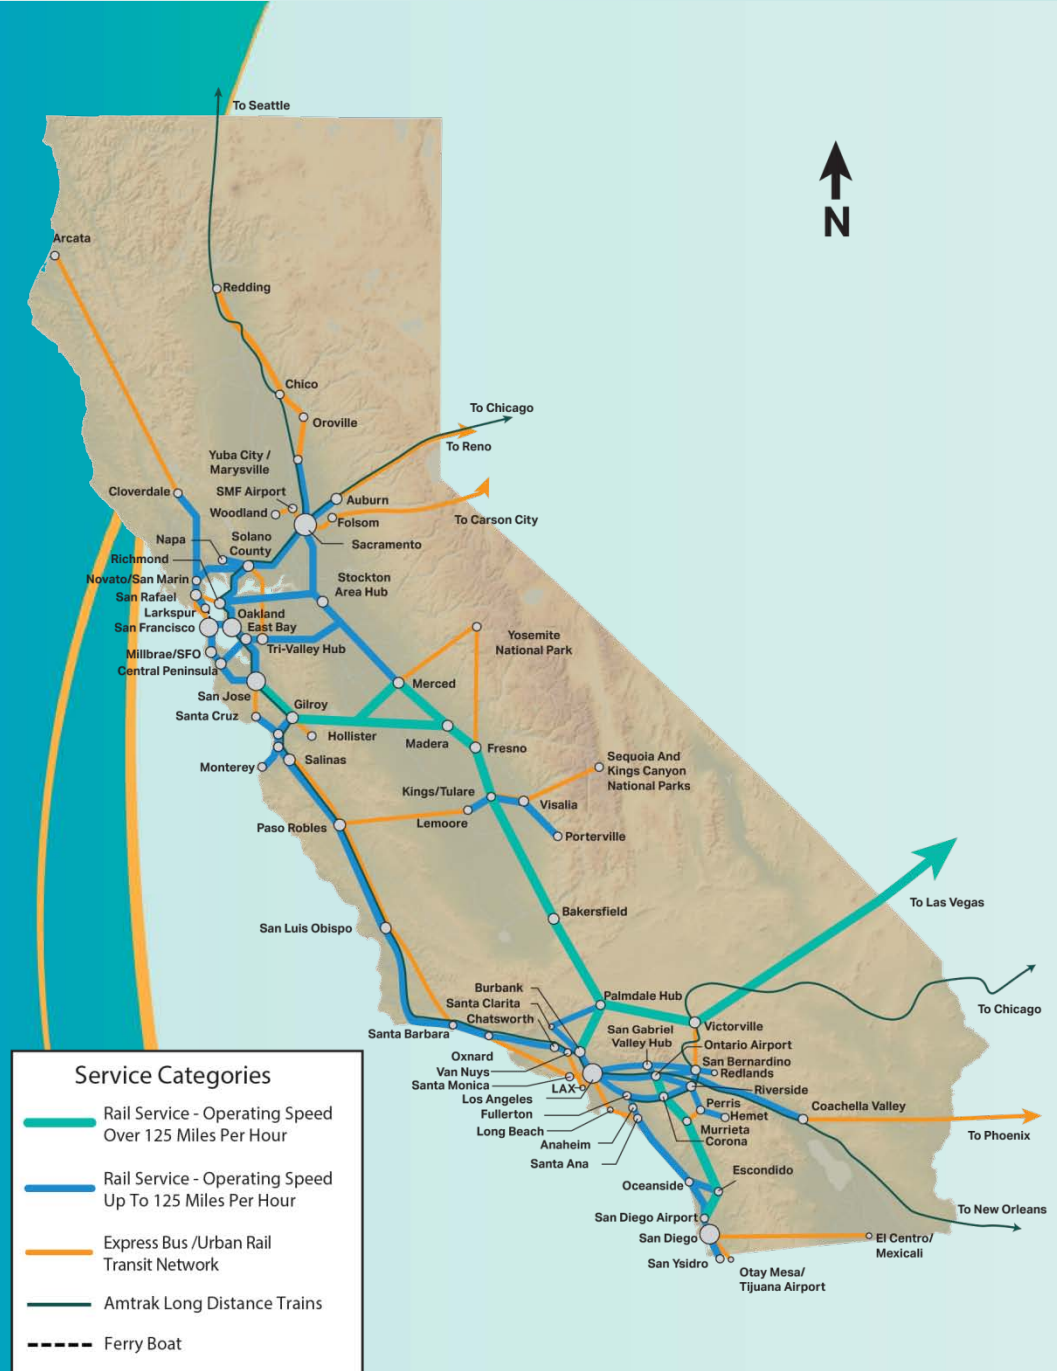 To Seattle
N
Arcata
Redding
Chico
To Chicago
Oroville
To Reno
Yuba City /
Marysville
SMF Airport
Cloverdale
Auburn
Woodland
Folsom
To Carson City
Napa
Solano
County
Sacramento
Richmond
Novato/San Marin
Stockton
Area Hub
San Rafael
Larkspur
Oakland
San Francisco
East Bay
Yosemite
National Park
Tri-Valley Hub
Millbrae/SFO
Central Peninsula
Merced
San Jose
Gilroy
Santa Cruz
Hollister
Madera
Fresno
Salinas
Monterey
Sequoia And
Kings Canyon
National Parks
Kings/Tulare
Visalia
Lemoore
Paso Robles
Porterville
To Las Vegas
Bakersfield
San Luis Obispo
Burbank
Palmdale Hub
Santa Clarita
To Chicago
Chatsworth
San Gabriel
Valley Hub
Victorville
Santa Barbara
Ontario Airport
Oxnard
San Bernardino
Van Nuys
Redlands
Santa Monica
LAX
Riverside
Los Angeles
Perris
Coachella Valley
Fullerton
Hemet
Long Beach
Murrieta
To Phoenix
Anaheim
Corona
Santa Ana
Escondido
Oceanside
To New Orleans
San Diego Airport
San Diego
El Centro/
Mexicali
San Ysidro
Otay Mesa/
Tijuana Airport
Service Categories
Rail Service - Operating Speed
Over 125 Miles Per Hour
Rail Service - Operating Speed
Up To 125 Miles Per Hour
Express Bus /Urban Rail
Transit Network
Amtrak Long Distance Trains
Ferry Boat